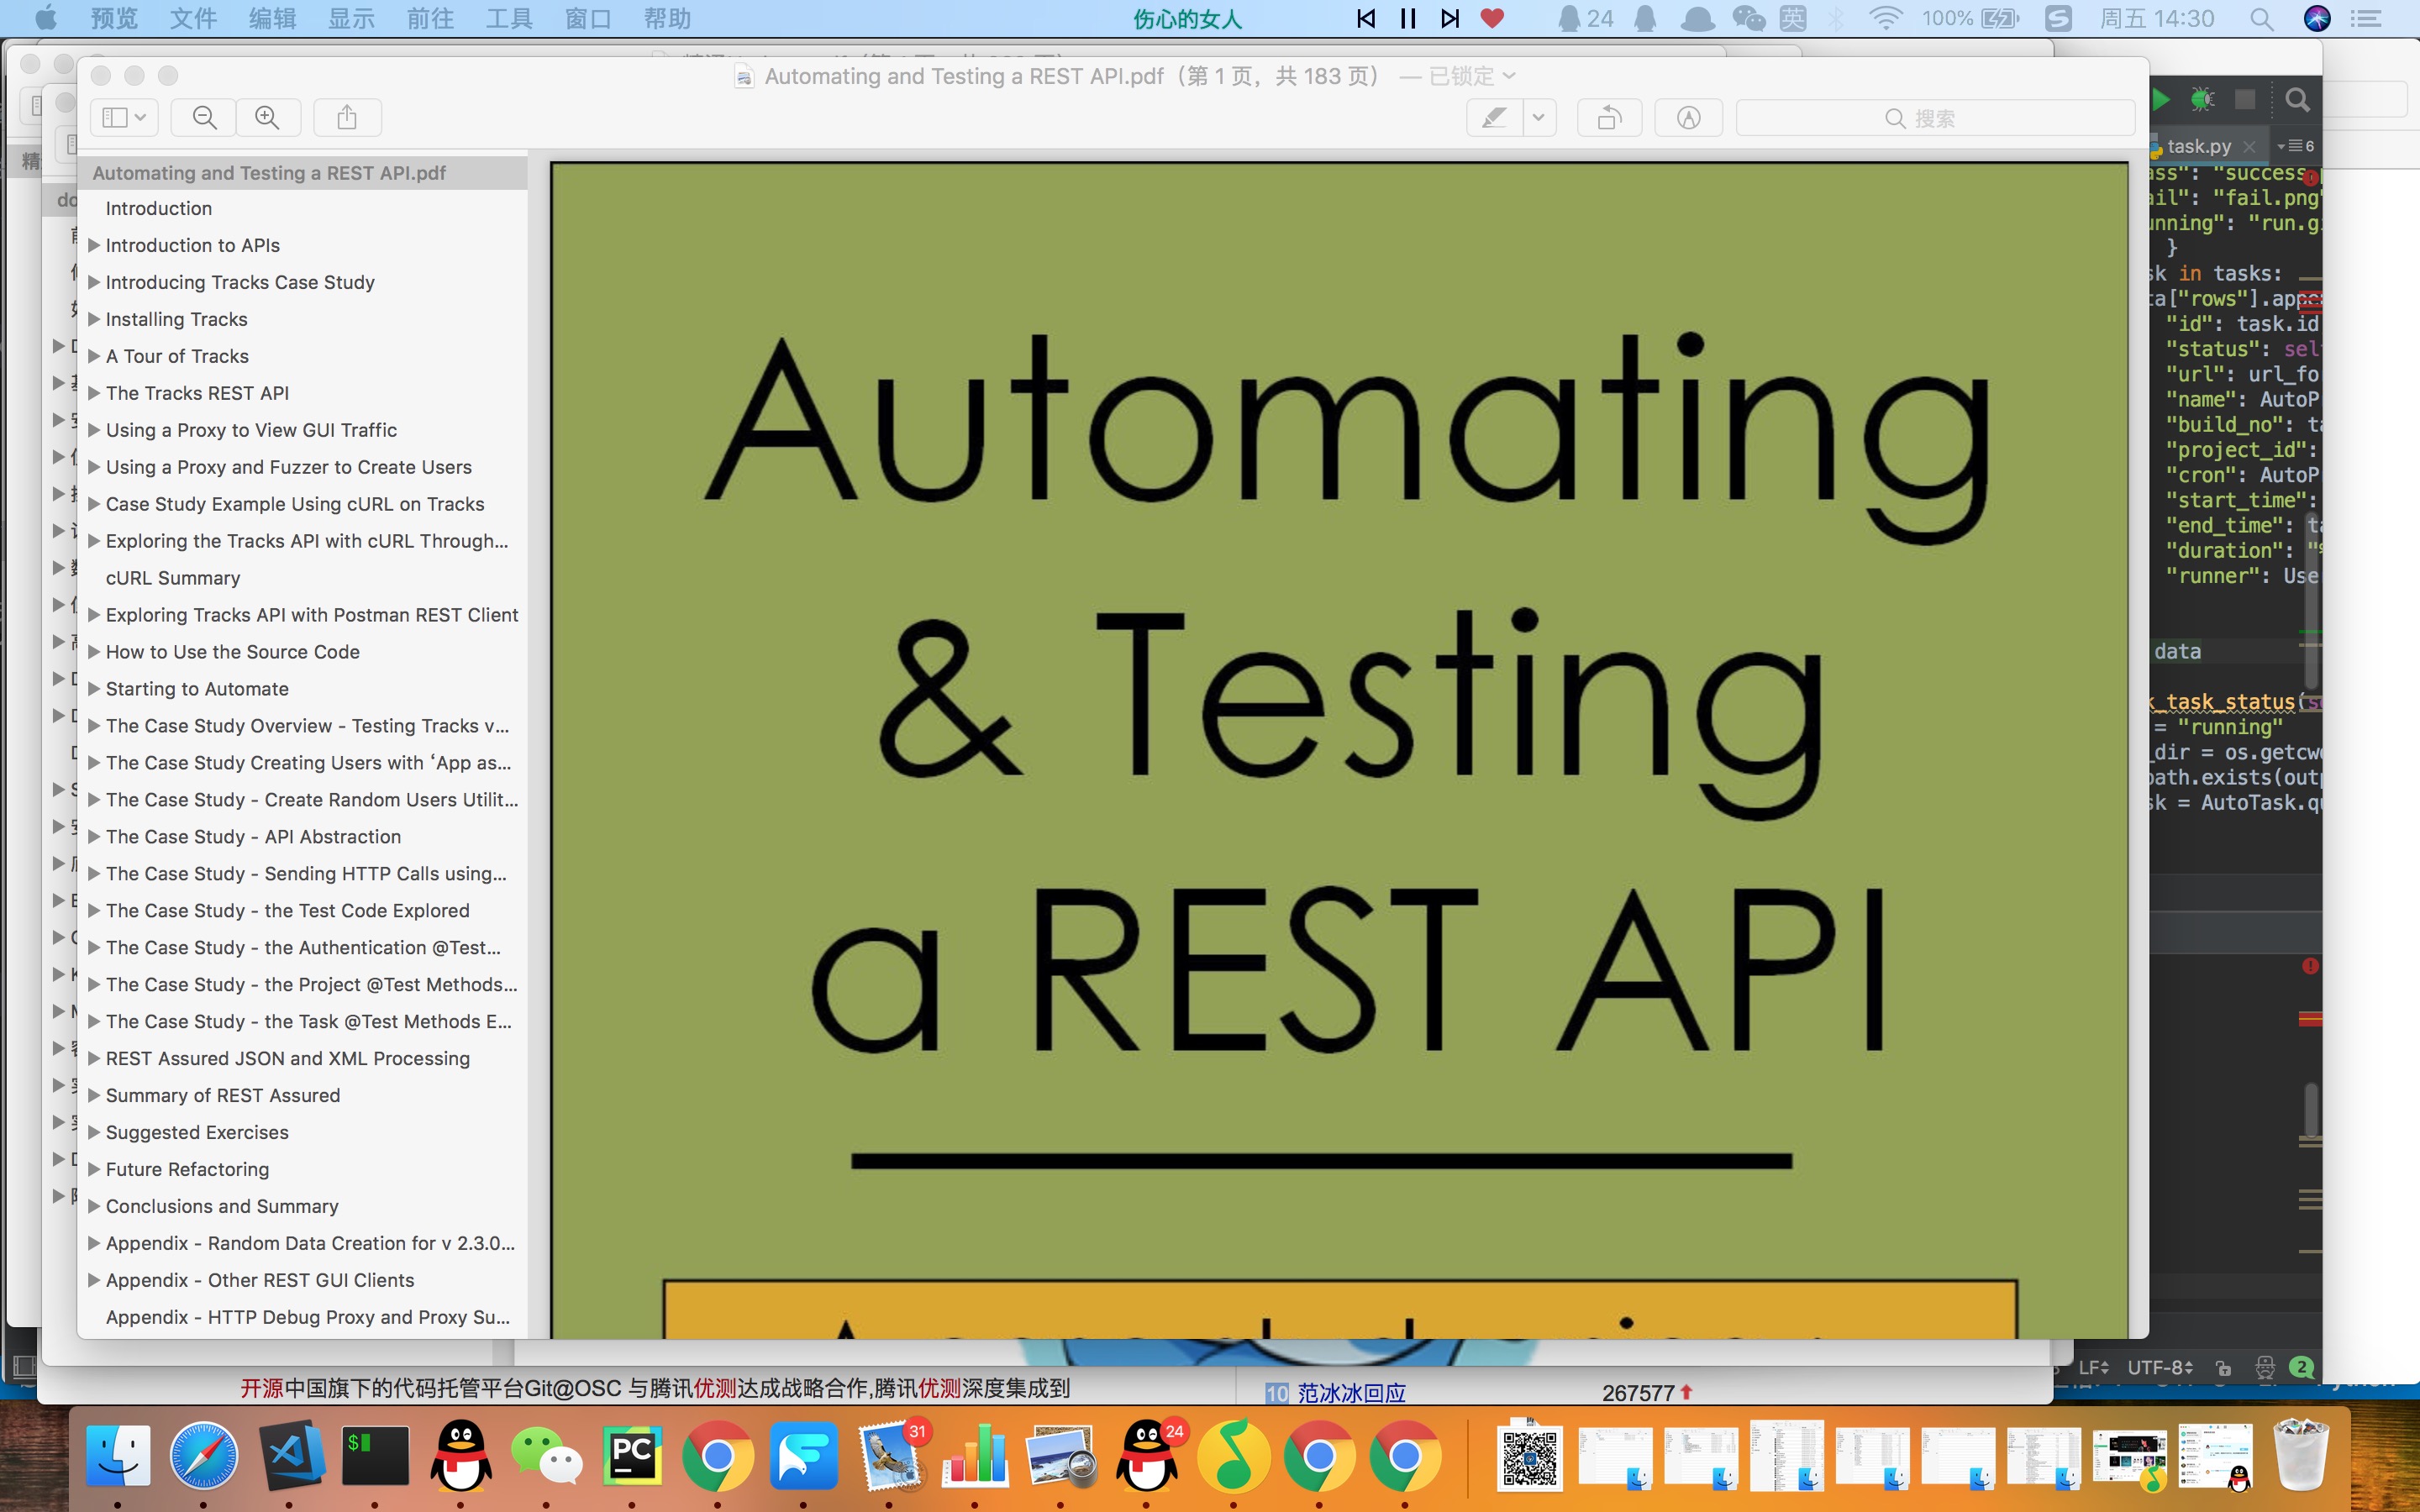 预览 文件 编辑 显示 前往 工具 窗口 帮助 伤心的女人 24 英 100% 周五 14:30
Automating and Testing a REST API.pdf（第 1 页，共 183 页） — 已锁定
搜索
Automating and Testing a REST API.pdf
Introduction
Introduction to APIs
Introducing Tracks Case Study
Installing Tracks
A Tour of Tracks
The Tracks REST API
Using a Proxy to View GUI Traffic
Using a Proxy and Fuzzer to Create Users
Case Study Example Using cURL on Tracks
Exploring the Tracks API with cURL Through...
cURL Summary
Exploring Tracks API with Postman REST Client
How to Use the Source Code
Starting to Automate
The Case Study Overview - Testing Tracks v...
The Case Study Creating Users with ‘App as...
The Case Study - Create Random Users Utilit...
The Case Study - API Abstraction
The Case Study - Sending HTTP Calls using...
The Case Study - the Test Code Explored
The Case Study - the Authentication @Test...
The Case Study - the Project @Test Methods...
The Case Study - the Task @Test Methods E...
REST Assured JSON and XML Processing
Summary of REST Assured
Suggested Exercises
Future Refactoring
Conclusions and Summary
Appendix - Random Data Creation for v 2.3.0...
Appendix - Other REST GUI Clients
Appendix - HTTP Debug Proxy and Proxy Su...
Automating
& Testing
a REST API
task.py 6
ass": "success
ail": "fail.png
unning": "run.g
}
sk in tasks:
ta["rows"].appe
"id": task.id
"status": sel
"url": url_fo
"name": AutoP
"build_no": ta
"project_id":
"cron": AutoP
"start_time":
"end_time": ta
"duration": "%
"runner": Use
data
k_task_status(s
= "running"
_dir = os.getcw
path.exists(out
sk = AutoTask.q
LF UTF-8 2
开源中国旗下的代码托管平台Git@OSC 与腾讯优测达成战略合作,腾讯优测深度集成到
10 范冰冰回应 267577
$ PC 31 24